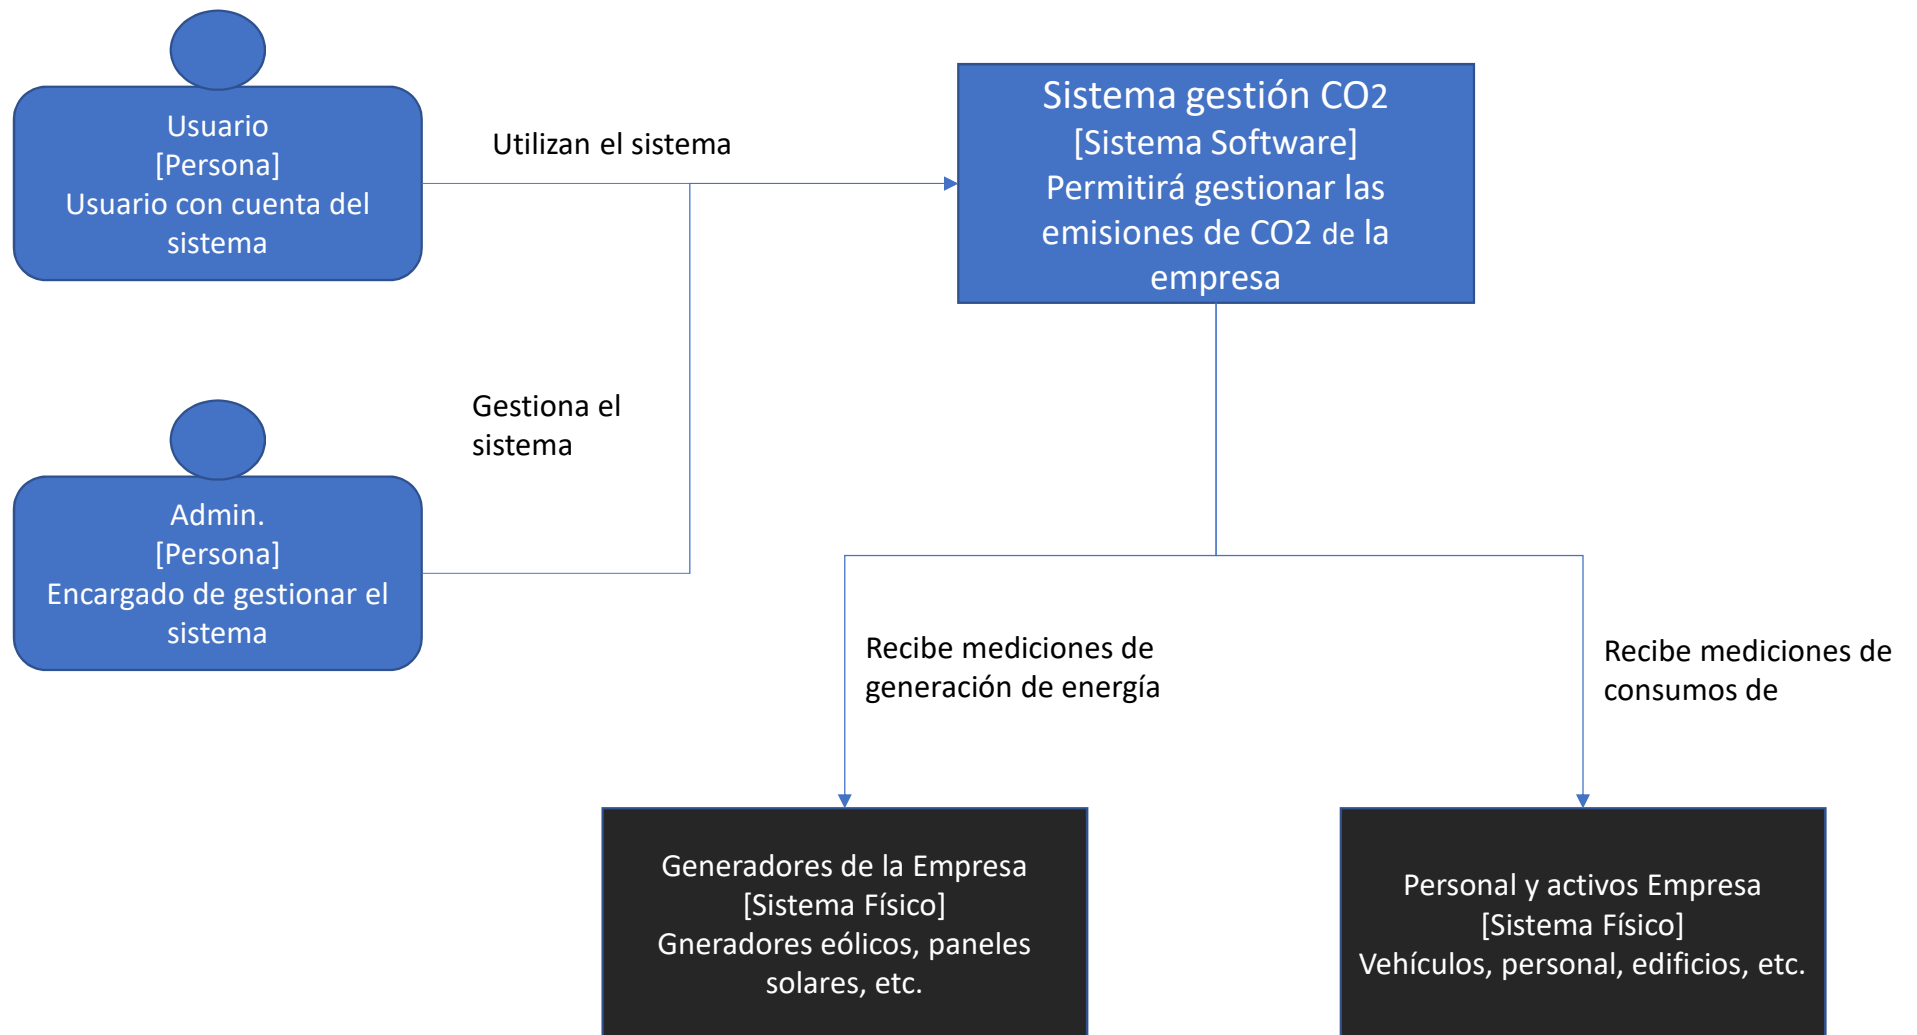 Usuario
[Persona]
Usuario con cuenta del
sistema
Utilizan el sistema
Sistema gestión CO2
[Sistema Software]
Permitirá gestionar las
emisiones de CO2 de la
empresa
Gestiona el
sistema
Admin.
[Persona]
Encargado de gestionar el
sistema
Recibe mediciones de
generación de energía
Recibe mediciones de
consumos de
Generadores de la Empresa
[Sistema Físico]
Gneradores eólicos, paneles
solares, etc.
Personal y activos Empresa
[Sistema Físico]
Vehículos, personal, edificios, etc.